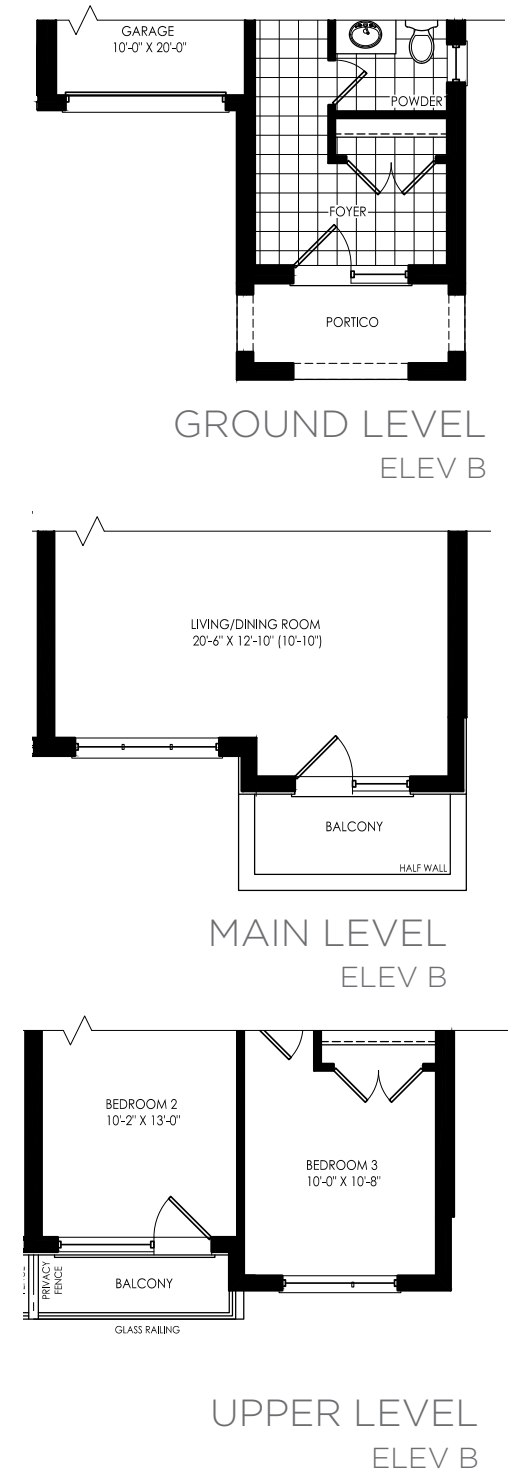 GARAGE
10'-0" X 20'-0"
POWDER
FOYER
PORTICO
GROUND LEVEL
ELEV B
LIVING/DINING ROOM
20'-6" X 12'-10" (10'-10")
BALCONY
HALF WALL
MAIN LEVEL
ELEV B
BEDROOM 2
10'-2" X 13'-0"
BEDROOM 3
10'-0" X 10'-8"
PRIVACY
FENCE
BALCONY
GLASS RAILING
UPPER LEVEL
ELEV B